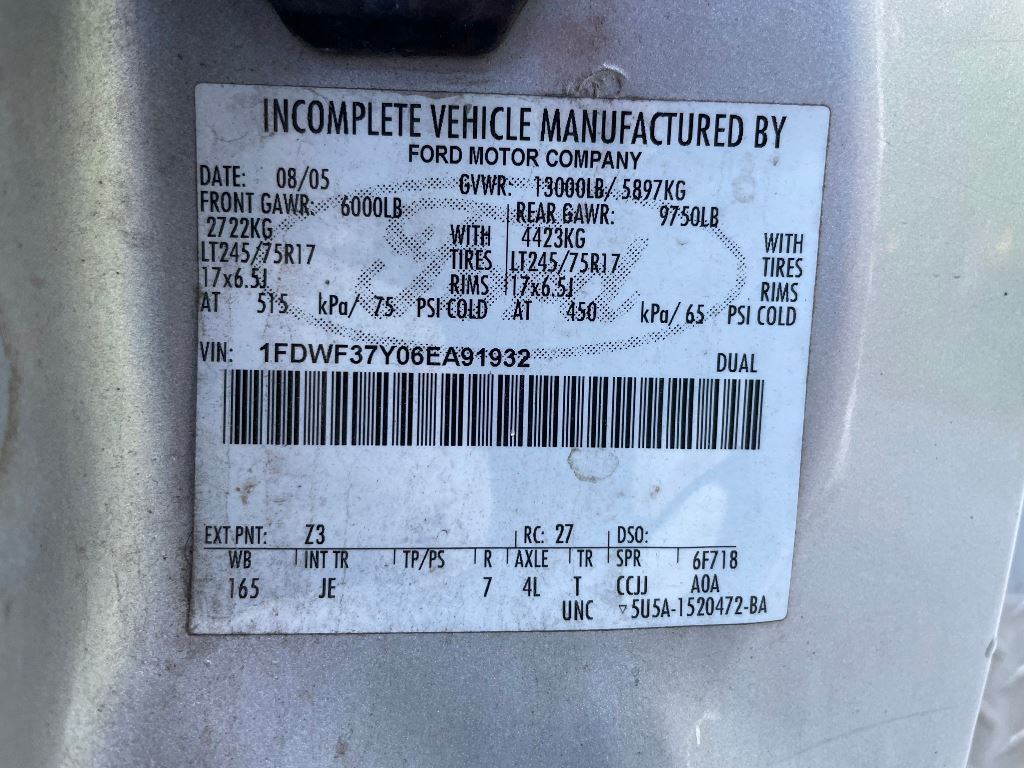 INCOMPLETE VEHICLE MANUFACTURED BY
FORD MOTOR COMPANY
DATE: 08/05 GVWR: 13000LB/ 5897KG
FRONT GAWR: 6000LB REAR GAWR: 9750LB
2722KG WITH 4423KG WITH
LT245/75R17 TIRES LT245/75R17 TIRES
17x6.5J RIMS 17x6.5J RIMS
AT 515 kPa/ 75 PSI COLD AT 450 kPa/ 65 PSI COLD
VIN: 1FDWF37Y06EA91932 DUAL
EXT PNT: Z3 RC: 27 DSO:
WB INT TR TP/PS R AXLE TR SPR 6F718
165 JE 7 4L T CCJJ AOA
UNC ▿5U5A-1520472-BA
Ford